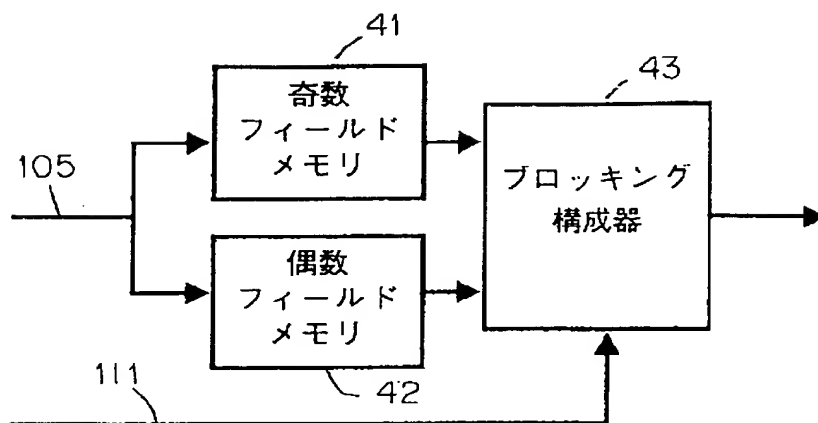 41
奇数
フィールド
メモリ
43
ブロッキング
構成器
105
偶数
フィールド
メモリ
42
111